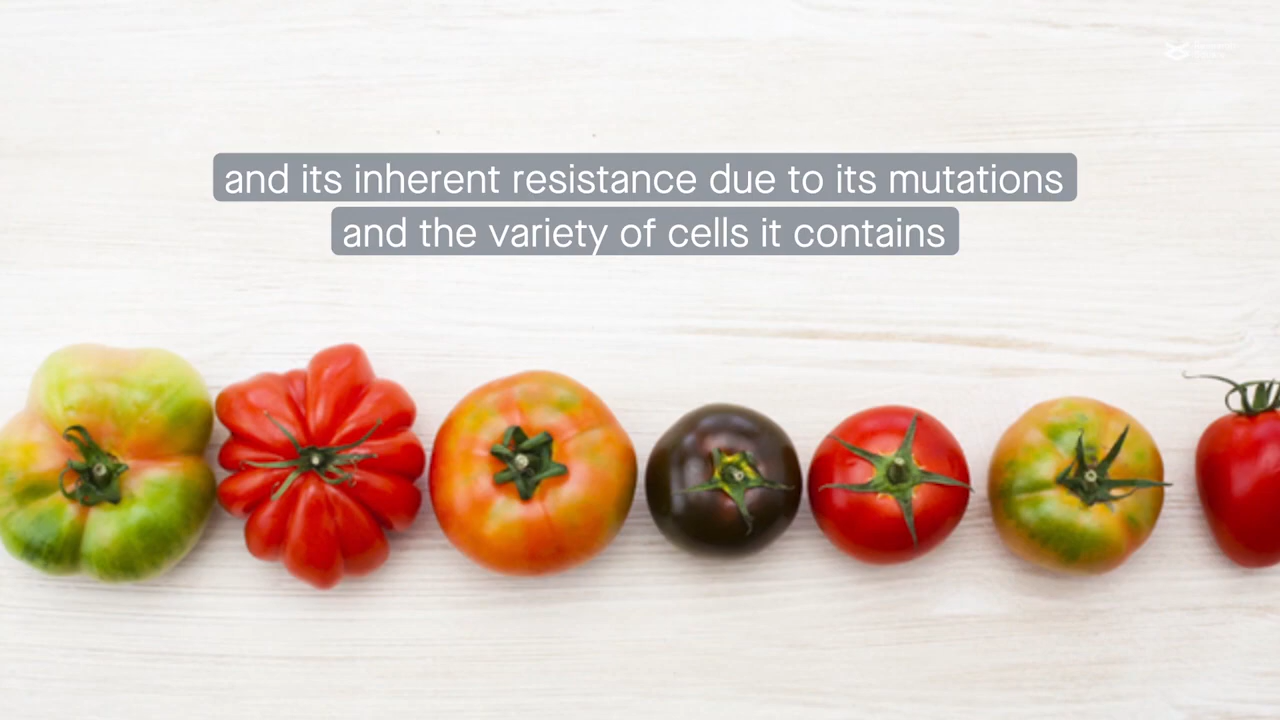 and its inherent resistance due to its mutations
and the variety of cells it contains